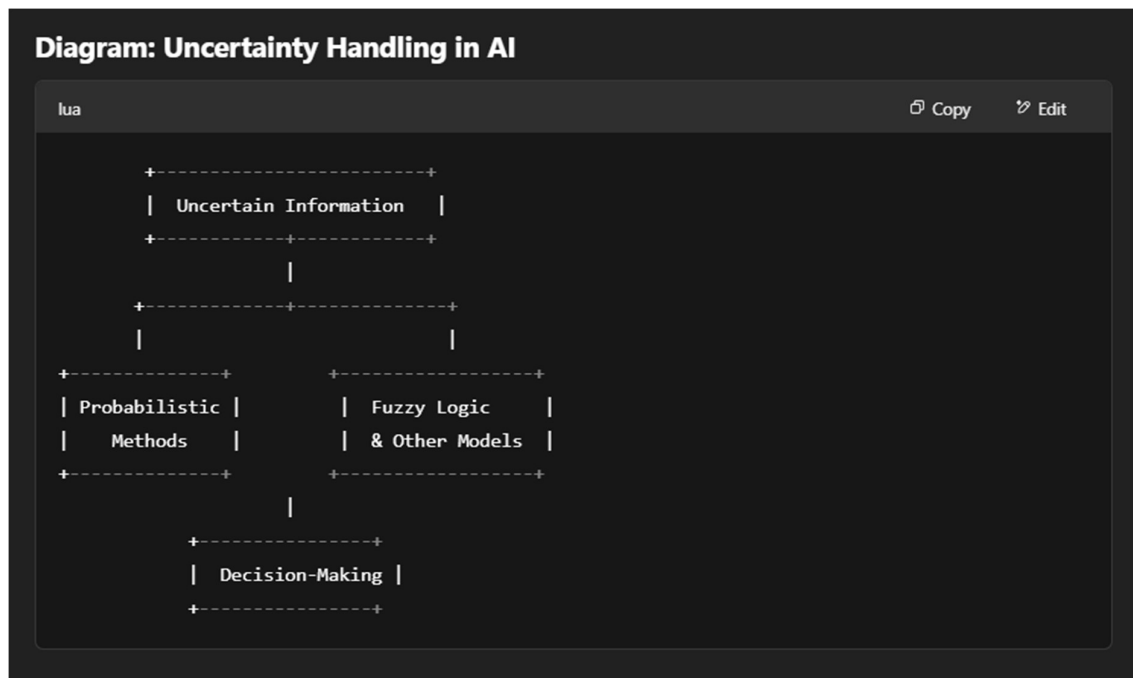 Diagram: Uncertainty Handling in AI
lua
Copy
Edit
+-------------------------+
|  Uncertain Information   |
+------------+------------+
|
+-------------+--------------+
|                            |
+--------------+         +------------------+
| Probabilistic |         |  Fuzzy Logic     |
|    Methods    |         |  & Other Models  |
+--------------+         +------------------+
|
+----------------+
|  Decision-Making |
+----------------+